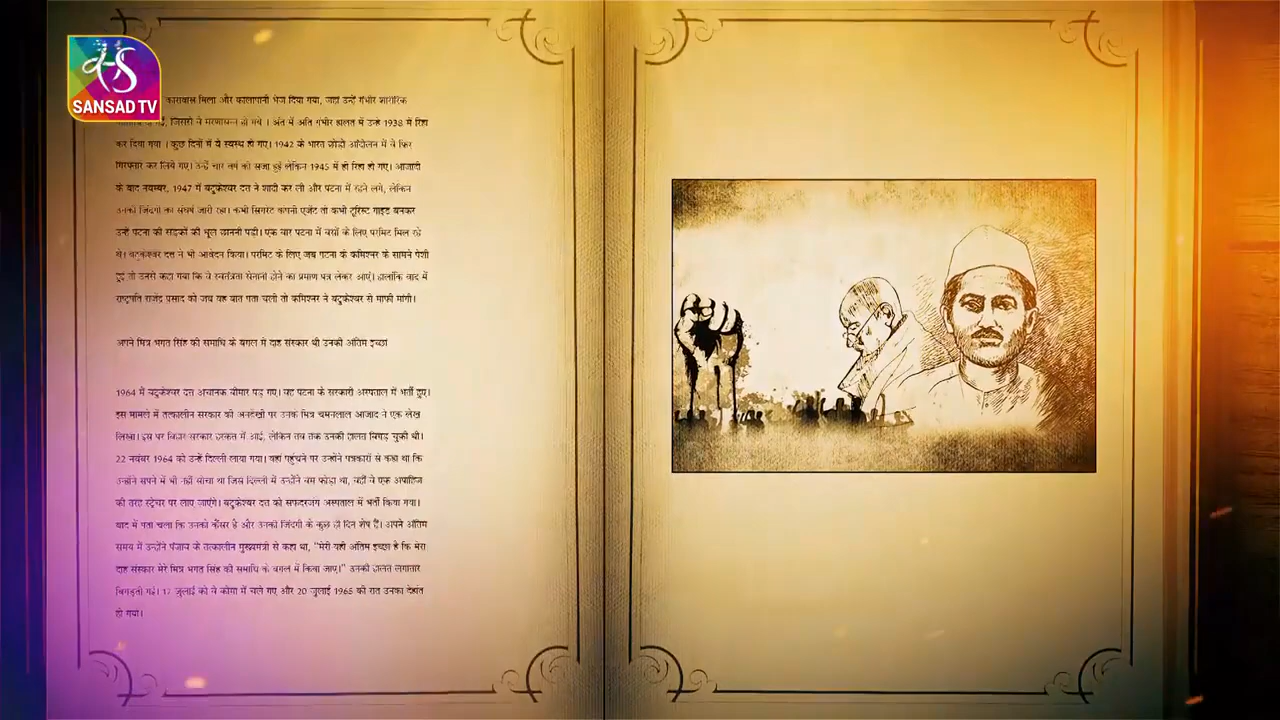 SANSAD TV
कारावास मिला और कालापानी भेज दिया गया, जहां उन्हें गंभीर शारीरिक
जिससे वे मरणासन्न हो गये । अंत में अति गंभीर हालत में उन्हें 1938 में रिहा
कर दिया गया । कुछ दिनों में वे स्वस्थ हो गए। 1942 के भारत छोड़ो आंदोलन में वे फिर
गिरफ्तार कर लिये गए। उन्हें चार वर्ष की सजा हुई लेकिन 1945 में ही रिहा हो गए। आजादी
के बाद नवम्बर, 1947 में बटुकेश्वर दत्त ने शादी कर ली और पटना में रहने लगे, लेकिन
उनकी जिंदगी का संघर्ष जारी रहा। कभी सिगरेट कंपनी एजेंट तो कभी टूरिस्ट गाइड बनकर
उन्हें पटना की सड़कों की धूल छाननी पड़ी। एक बार पटना में बसों के लिए परमिट मिल रहे
थे। बटुकेश्वर दत्त ने भी आवेदन किया। परमिट के लिए जब पटना के कमिश्नर के सामने पेशी
हुई तो उनसे कहा गया कि वे स्वतंत्रता सेनानी होने का प्रमाण पत्र लेकर आएं। हालांकि बाद में
राष्ट्रपति राजेंद्र प्रसाद को जब यह बात पता चली तो कमिश्नर ने बटुकेश्वर से माफी मांगी।
अपने मित्र भगत सिंह की समाधि के बगल में दाह संस्कार थी उनकी अंतिम इच्छा
1964 में बटुकेश्वर दत्त अचानक बीमार पड़ गए। वह पटना के सरकारी अस्पताल में भर्ती हुए।
इस मामले में तत्कालीन सरकार की अनदेखी पर उनके मित्र चमनलाल आजाद ने एक लेख
लिखा। इस पर बिहार सरकार हरकत में आई, लेकिन तब तक उनकी हालत बिगड़ चुकी थी।
22 नवंबर 1964 को उन्हें दिल्ली लाया गया। यहां पहुंचने पर उन्होंने पत्रकारों से कहा था कि
उन्होंने सपने में भी नहीं सोचा था जिस दिल्ली में उन्होंने बम फोड़ा था, वहीं वे एक अपाहिज
की तरह स्ट्रेचर पर लाए जाएंगे। बटुकेश्वर दत्त को सफदरजंग अस्पताल में भर्ती किया गया।
बाद में पता चला कि उनको कैंसर है और उनकी जिंदगी के कुछ ही दिन शेष हैं। अपने अंतिम
समय में उन्होंने पंजाब के तत्कालीन मुख्यमंत्री से कहा था, "मेरी यही अंतिम इच्छा है कि मेरा
दाह संस्कार मेरे मित्र भगत सिंह की समाधि के बगल में किया जाए।" उनकी हालत लगातार
बिगड़ती गई। 17 जुलाई को वे कोमा में चले गए और 20 जुलाई 1965 की रात उनका देहांत
हो गया।